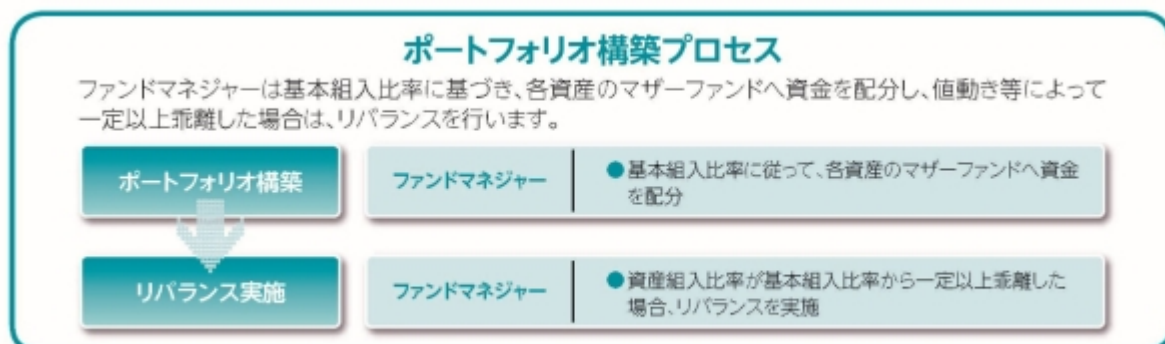 ポートフォリオ構築プロセス
ファンドマネジャーは基本組入比率に基づき、各資産のマザーファンドへ資金を配分し、値動き等によって
一定以上乖離した場合は、リバランスを行います。
ポートフォリオ構築
ファンドマネジャー
●基本組入比率に従って、各資産のマザーファンドへ資金
を配分
リバランス実施
ファンドマネジャー
●資産組入比率が基本組入比率から一定以上乖離した
場合、リバランスを実施